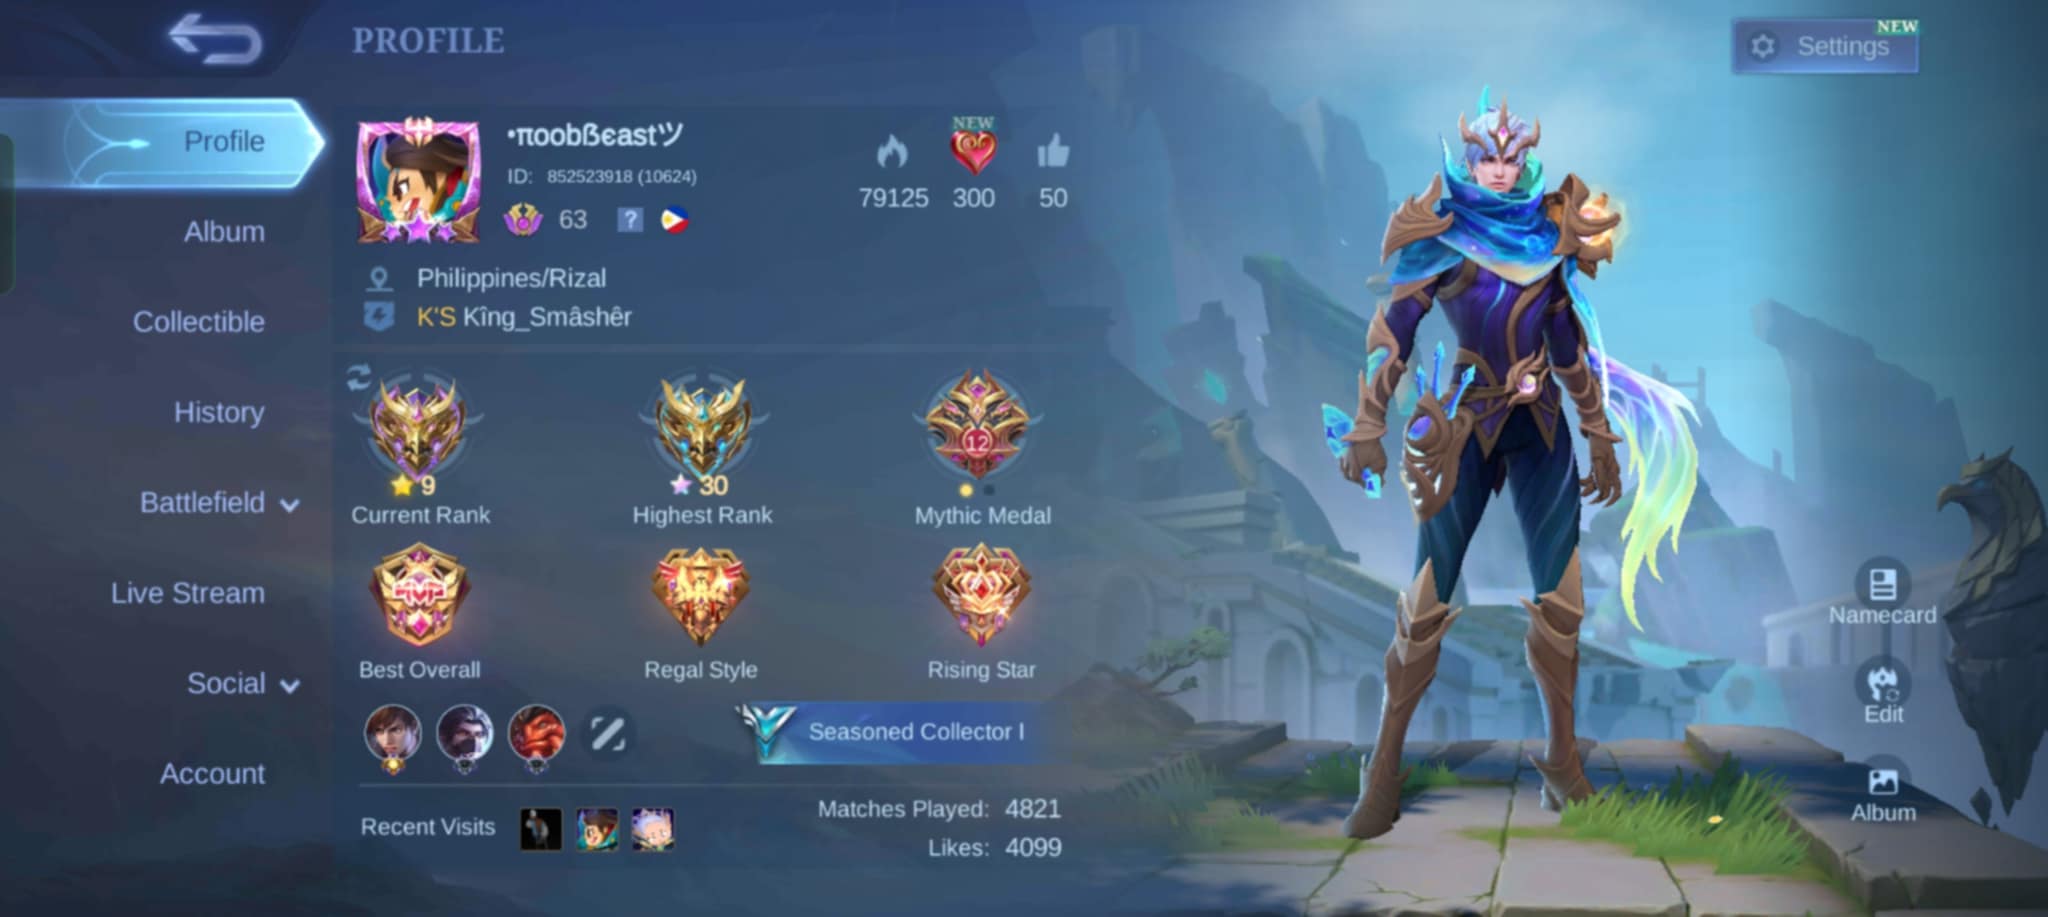 PROFILE
NEW
Settings
Profile
Album
Collectible
History
Battlefield
Live Stream
Social
Account
•πoobßєastツ
ID: 852523918 (10624)
63
?
NEW
79125
300
50
Philippines/Rizal
K'S Kîng_Smâshêr
9
Current Rank
30
Highest Rank
12
Mythic Medal
Best Overall
Regal Style
Rising Star
Seasoned Collector I
Recent Visits
Matches Played: 4821
Likes: 4099
Namecard
Edit
Album